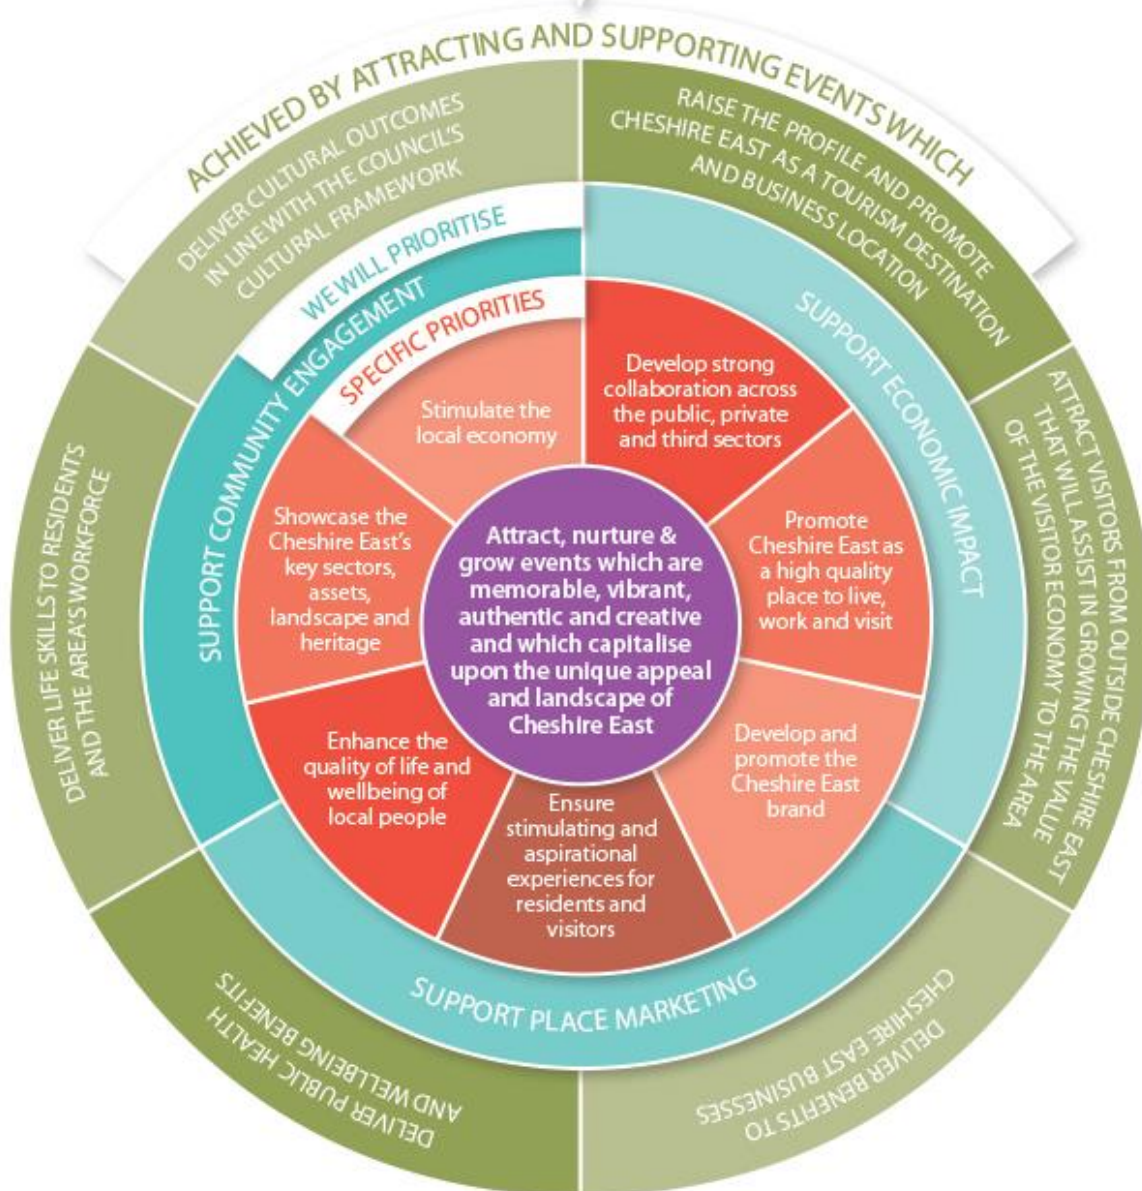 ACHIEVED BY ATTRACTING AND SUPPORTING EVENTS WHICH
DELIVER CULTURAL OUTCOMES
IN LINE WITH THE COUNCIL'S
CULTURAL FRAMEWORK
RAISE THE PROFILE AND PROMOTE
CHESHIRE EAST AS A TOURISM DESTINATION
AND BUSINESS LOCATION
ATTRACT VISITORS FROM OUTSIDE CHESHIRE EAST
THAT WILL ASSIST IN GROWING THE VALUE
OF THE VISITOR ECONOMY TO THE AREA
DELIVER BENEFITS TO
CHESHIRE EAST BUSINESSES
DELIVER PUBLIC HEALTH
AND WELLBEING BENEFITS
DELIVER LIFE SKILLS TO RESIDENTS
AND THE AREA'S WORKFORCE
WE WILL PRIORITISE
SUPPORT COMMUNITY ENGAGEMENT
SUPPORT ECONOMIC IMPACT
SUPPORT PLACE MARKETING
SPECIFIC PRIORITIES
Stimulate the
local economy
Develop strong
collaboration across
the public, private
and third sectors
Promote
Cheshire East as
a high quality
place to live,
work and visit
Develop and
promote the
Cheshire East
brand
Ensure
stimulating and
aspirational
experiences for
residents and
visitors
Enhance the
quality of life and
wellbeing of
local people
Showcase the
Cheshire East's
key sectors,
assets,
landscape and
heritage
Attract, nurture &
grow events which are
memorable, vibrant,
authentic and creative
and which capitalise
upon the unique appeal
and landscape of
Cheshire East